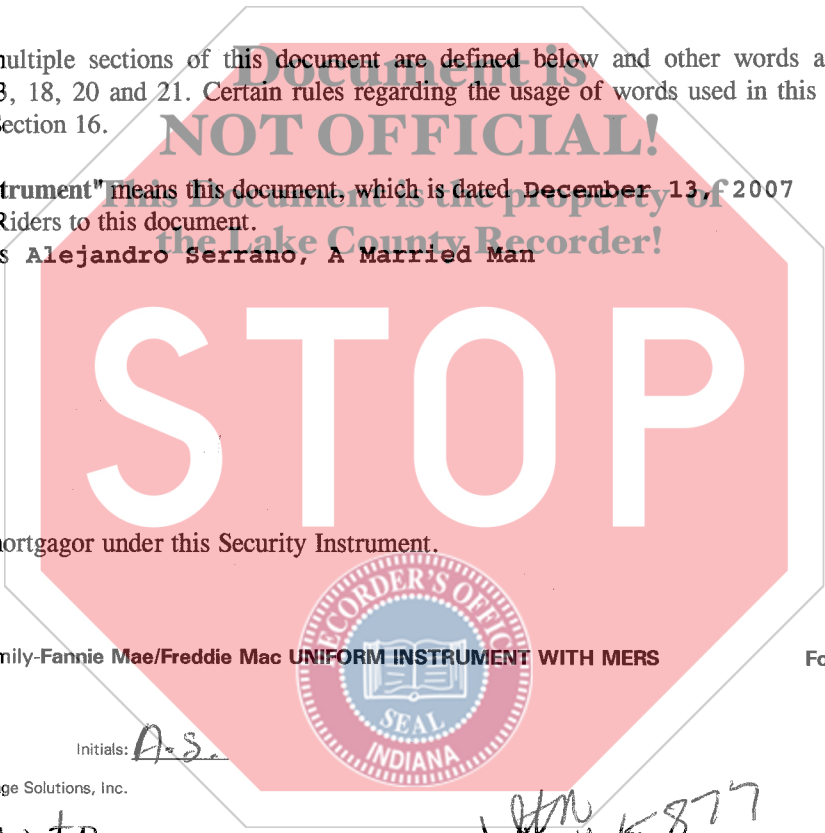 multiple sections of this document are defined below and other words a
3, 18, 20 and 21. Certain rules regarding the usage of words used in this
Section 16.
Document is
NOT OFFICIAL!
This Document is the property of
the Lake County Recorder!
trument" means this document, which is dated December 13, 2007
Riders to this document.
s Alejandro Serrano, A Married Man
STOP
mortgagor under this Security Instrument.
RECORDER'S OFFICE
SEAL
INDIANA
mily-Fannie Mae/Freddie Mac UNIFORM INSTRUMENT WITH MERS Fo
Initials: A.S.
ge Solutions, Inc.